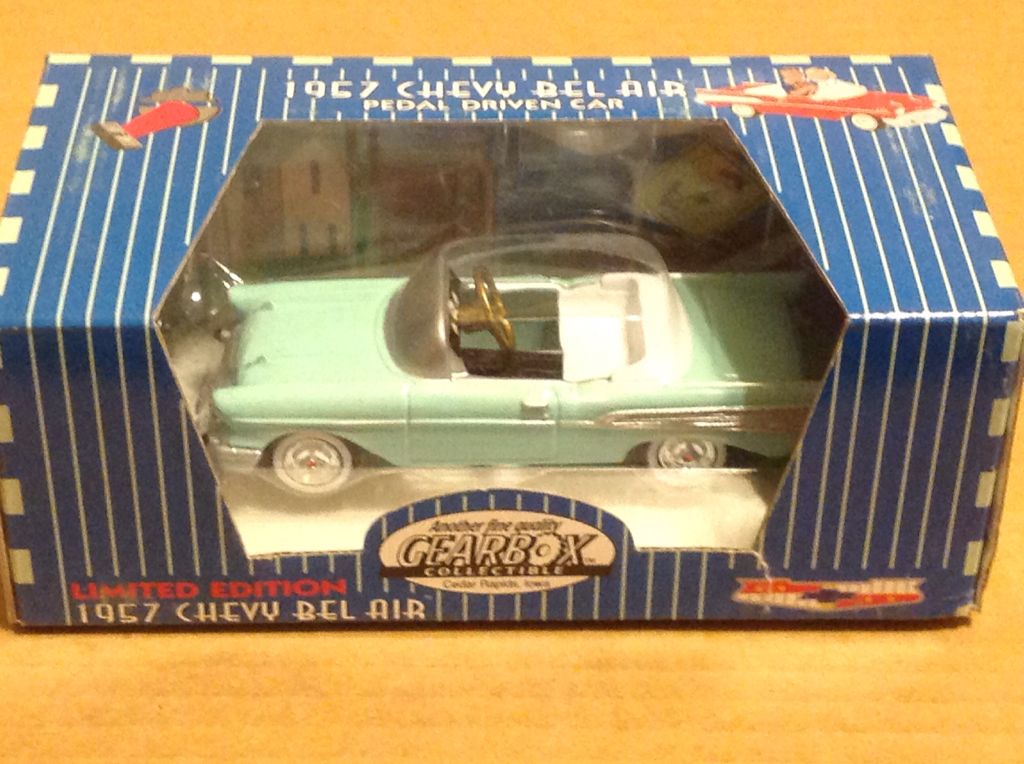 1957 CHEVY BEL AIR
PEDAL DRIVEN CAR
Another fine quality
GEARBOX
COLLECTIBLE
Cedar Rapids, Iowa
LIMITED EDITION
1957 CHEVY BEL AIR™